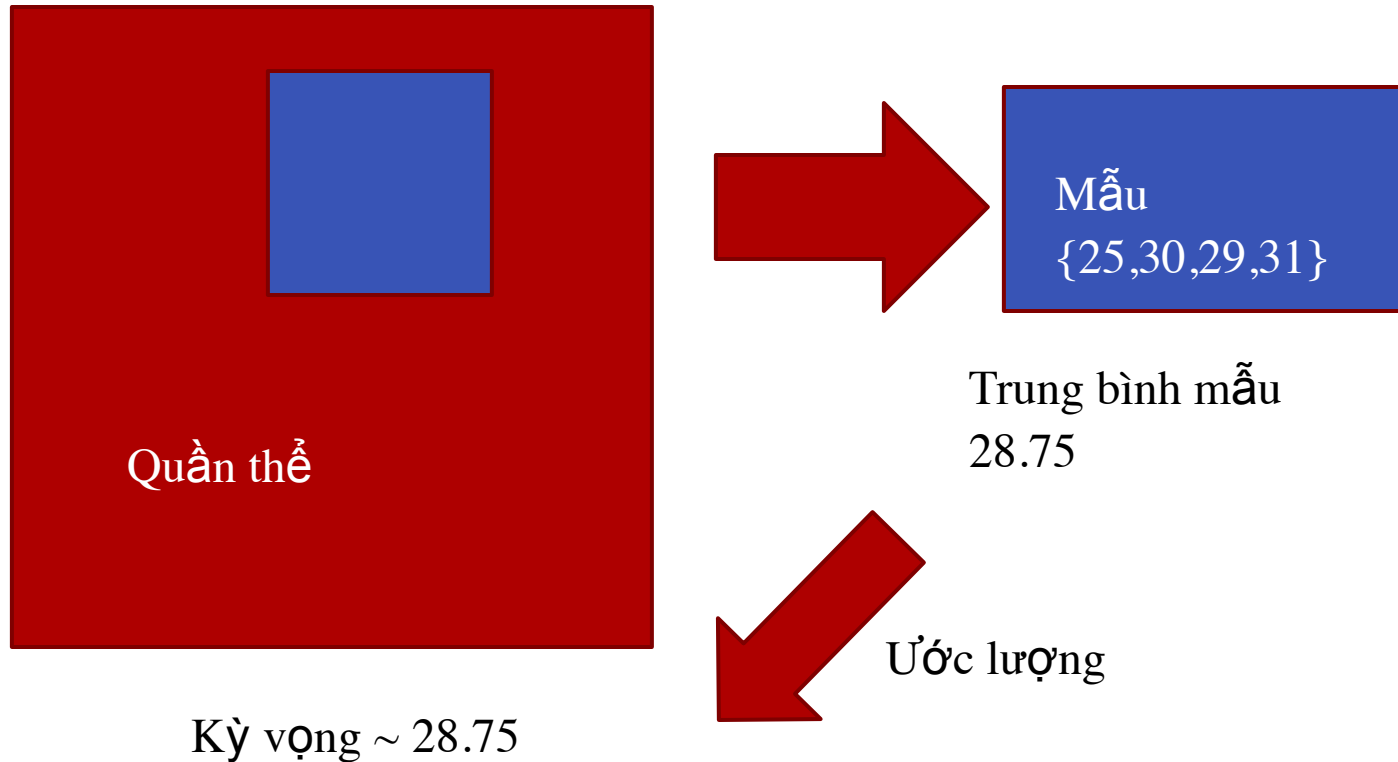 Quần thể
Mẫu
{25,30,29,31}
Trung bình mẫu
28.75
Ước lượng
Kỳ vọng ~ 28.75